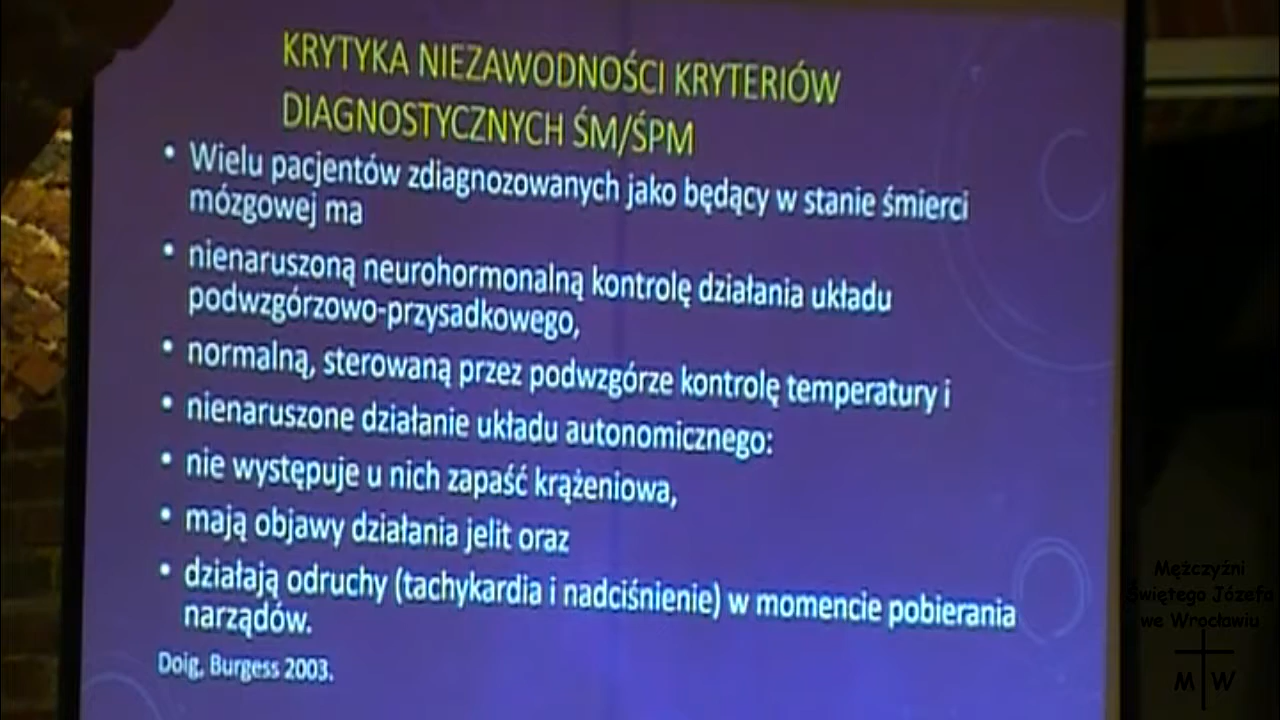 KRYTYKA NIEZAWODNOŚCI KRYTERIÓW
DIAGNOSTYCZNYCH ŚM/ŚPM
• Wielu pacjentów zdiagnozowanych jako będący w stanie śmierci
mózgowej ma
• nienaruszoną neurohormonalną kontrolę działania układu
podwzgórzowo-przysadkowego,
• normalną, sterowaną przez podwzgórze kontrolę temperatury i
• nienaruszone działanie układu autonomicznego:
• nie występuje u nich zapaść krążeniowa,
• mają objawy działania jelit oraz
• działają odruchy (tachykardia i nadciśnienie) w momencie pobierania
narządów.
Doig, Burgess 2003.
Mężczyźni
Świętego Józefa
we Wrocławiu
M W